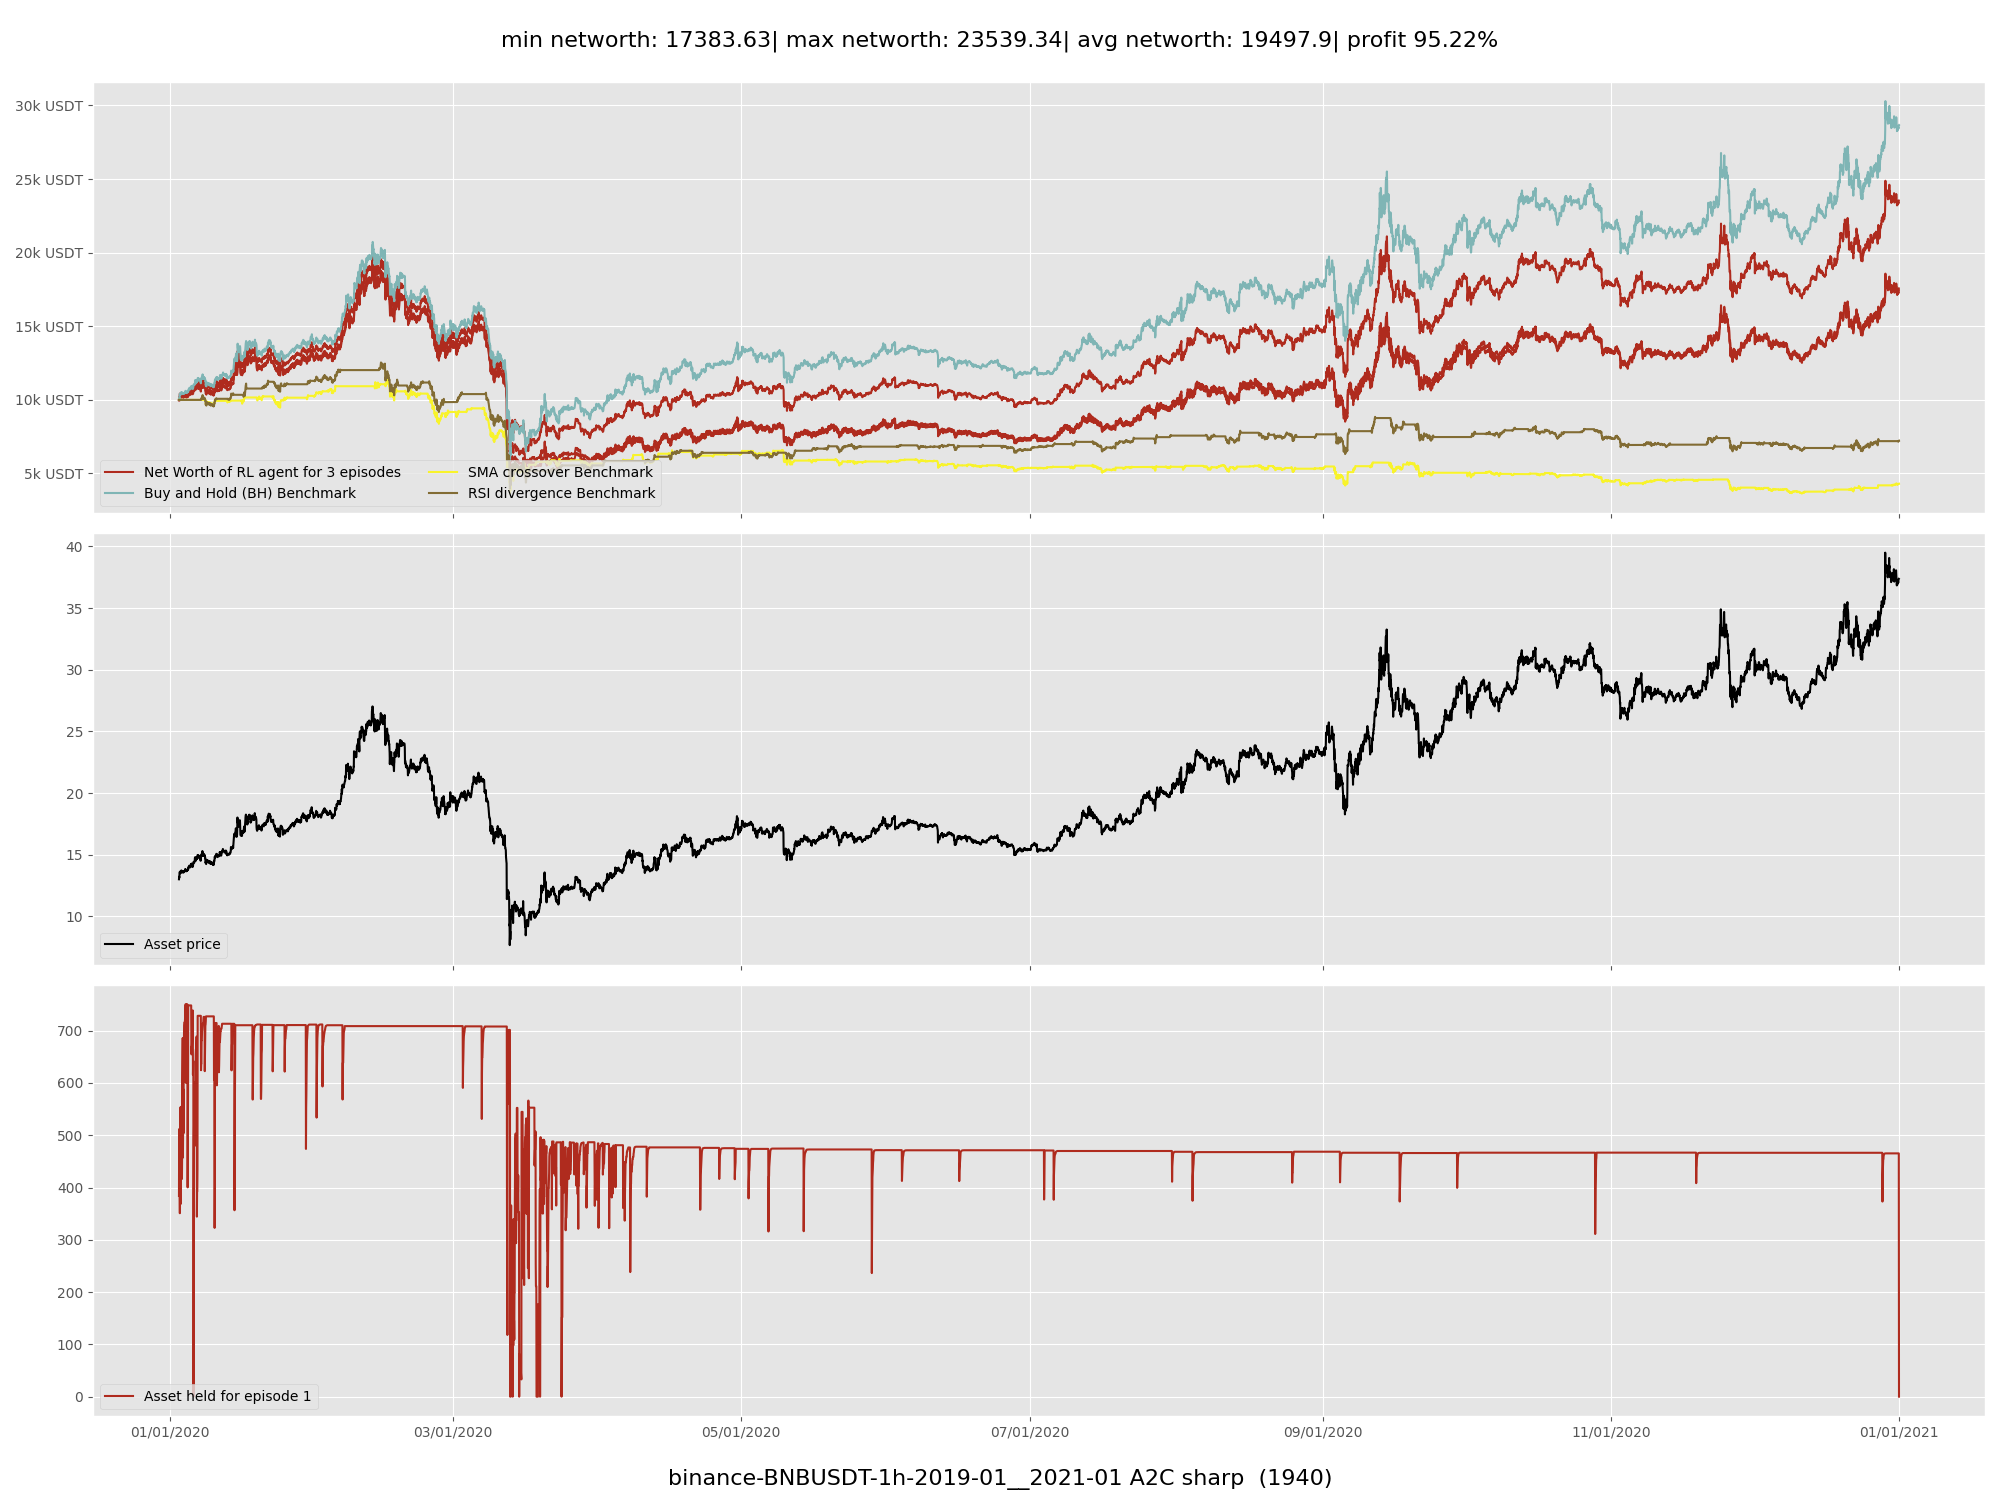 min networth: 17383.63| max networth: 23539.34| avg networth: 19497.9| profit 95.22%
30k USDT
25k USDT
20k USDT
15k USDT
10k USDT
5k USDT
Net Worth of RL agent for 3 episodes
Buy and Hold (BH) Benchmark
SMA crossover Benchmark
RSI divergence Benchmark
40
35
30
25
20
15
10
Asset price
700
600
500
400
300
200
100
0
Asset held for episode 1
01/01/2020 03/01/2020 05/01/2020 07/01/2020 09/01/2020 11/01/2020 01/01/2021
binance-BNBUSDT-1h-2019-01__2021-01 A2C sharp (1940)